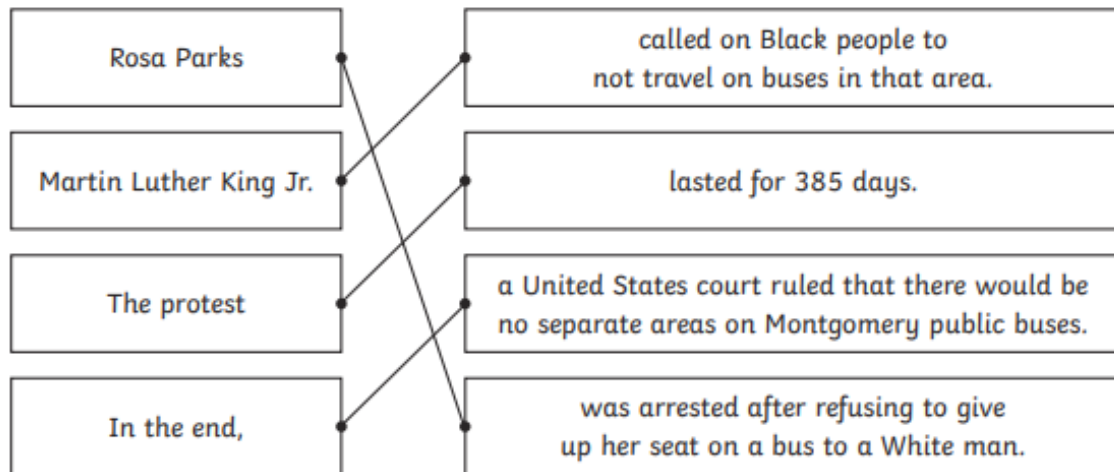 Rosa Parks
called on Black people to
not travel on buses in that area.
Martin Luther King Jr.
lasted for 385 days.
The protest
a United States court ruled that there would be
no separate areas on Montgomery public buses.
In the end,
was arrested after refusing to give
up her seat on a bus to a White man.